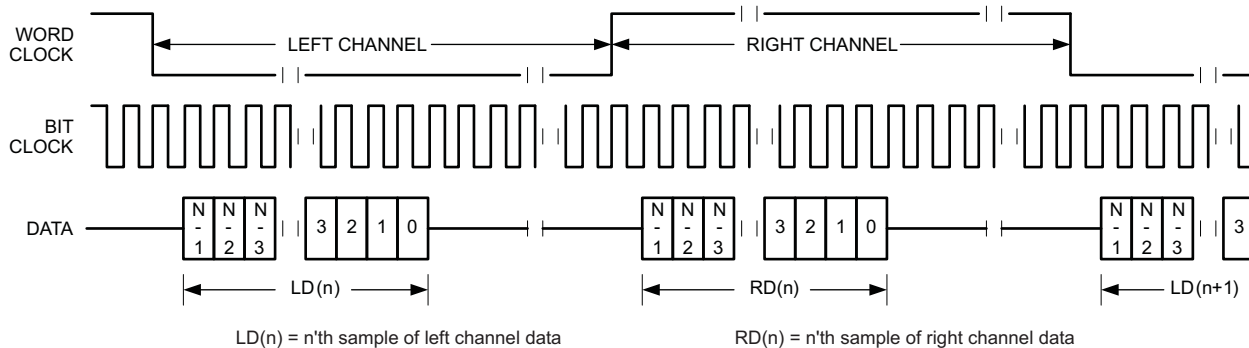 WORD
CLOCK
LEFT CHANNEL
RIGHT CHANNEL
BIT
CLOCK
DATA
N
-
1
N
-
2
N
-
3
3
2
1
0
N
-
1
N
-
2
N
-
3
3
2
1
0
N
-
1
N
-
2
N
-
3
3
LD(n)
RD(n)
LD(n+1)
LD(n) = n'th sample of left channel data
RD(n) = n'th sample of right channel data